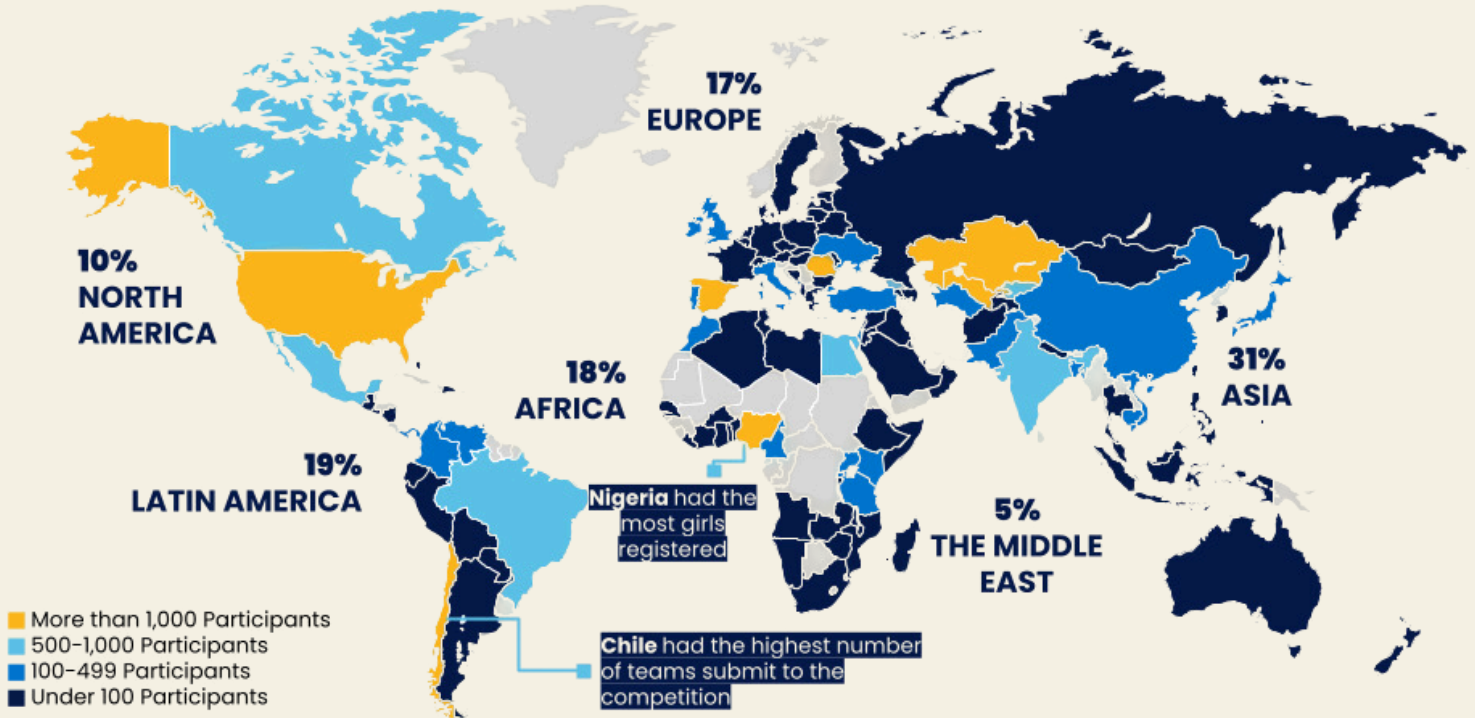 17%
EUROPE
10%
NORTH
AMERICA
31%
ASIA
18%
AFRICA
19%
LATIN AMERICA
Nigeria had the
most girls
registered
5%
THE MIDDLE
EAST
More than 1,000 Participants
500-1,000 Participants
100-499 Participants
Under 100 Participants
Chile had the highest number
of teams submit to the
competition